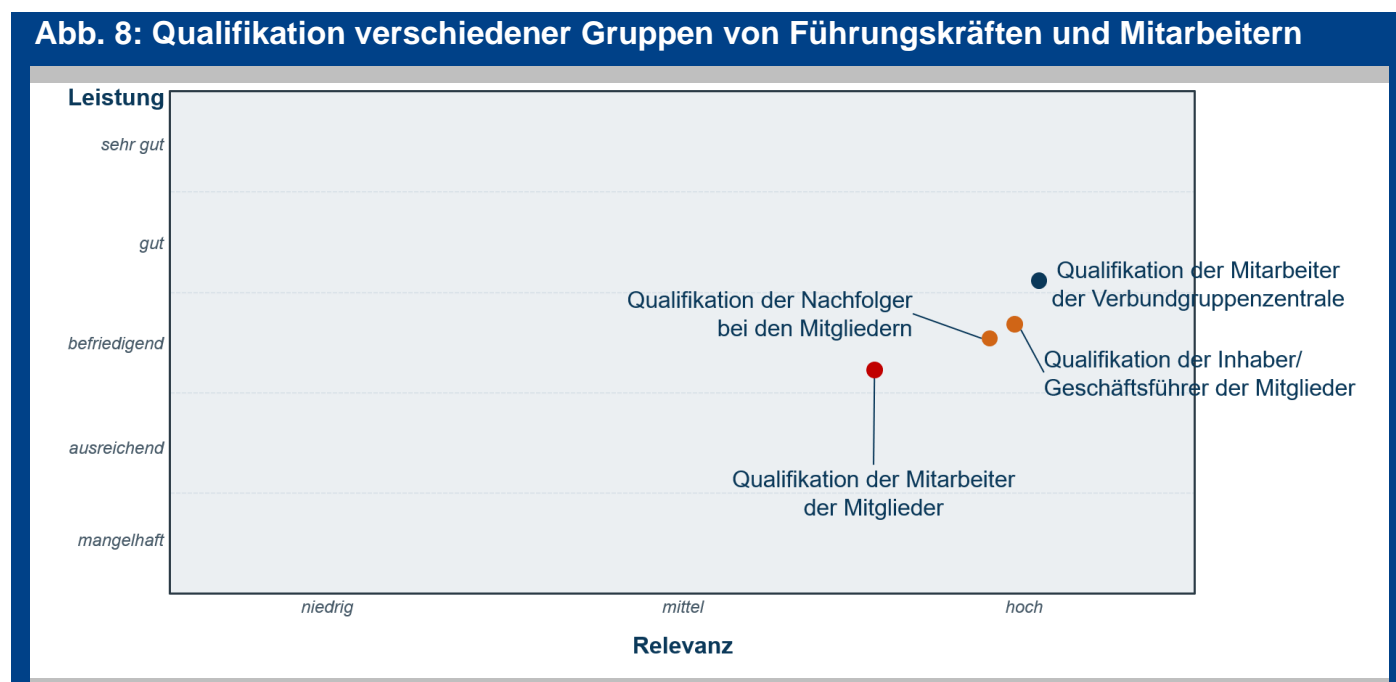 Abb. 8: Qualifikation verschiedener Gruppen von Führungskräften und Mitarbeitern
Leistung
sehr gut
gut
befriedigend
ausreichend
mangelhaft
Qualifikation der Mitarbeiter
der Verbundgruppenzentrale
Qualifikation der Nachfolger
bei den Mitgliedern
Qualifikation der Inhaber/
Geschäftsführer der Mitglieder
Qualifikation der Mitarbeiter
der Mitglieder
niedrig
mittel
hoch
Relevanz